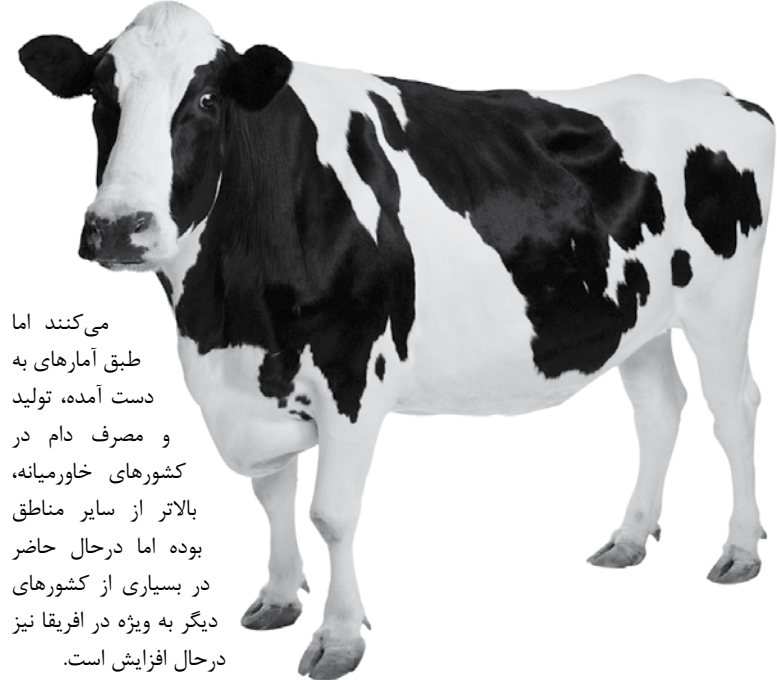 می‌کنند اما
طبق آمارهای به
دست آمده، تولید
و مصرف دام در
کشورهای خاورمیانه،
بالاتر از سایر مناطق
بوده اما درحال حاضر
در بسیاری از کشورهای
دیگر به ویژه در افریقا نیز
درحال افزایش است.